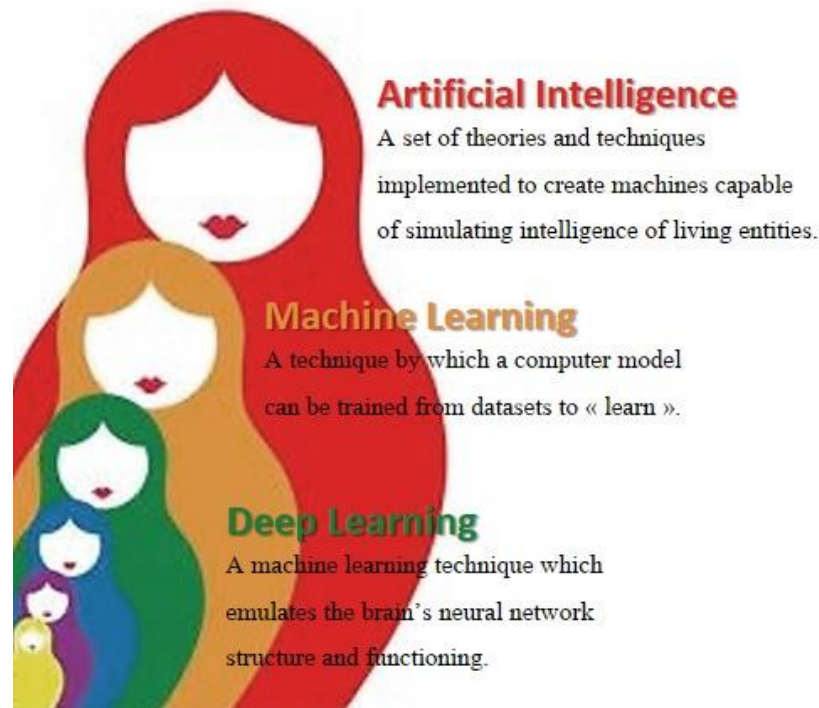 Artificial Intelligence
A set of theories and techniques
implemented to create machines capable
of simulating intelligence of living entities.
Machine Learning
A technique by which a computer model
can be trained from datasets to « learn ».
Deep Learning
A machine learning technique which
emulates the brain’s neural network
structure and functioning.